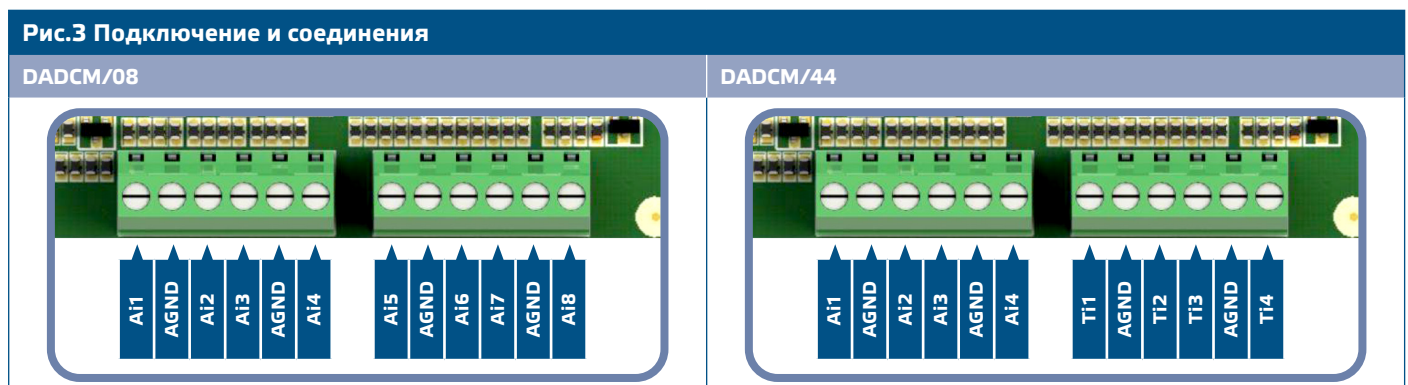 Рис.3 Подключение и соединения
DADCM/08
DADCM/44
Ai1 AGND Ai2 Ai3 AGND Ai4 Ai5 AGND Ai6 Ai7 AGND Ai8
Ai1 AGND Ai2 Ai3 AGND Ai4 Ti1 AGND Ti2 Ti3 AGND Ti4